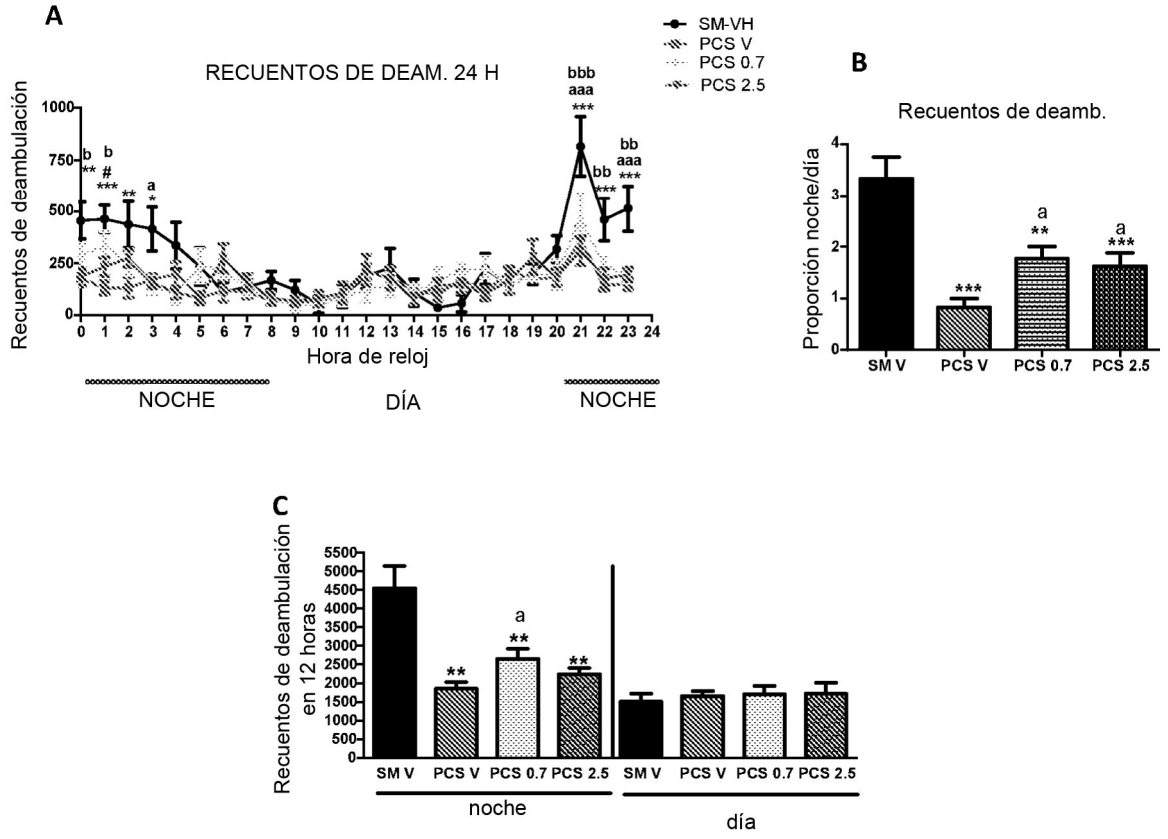 A
SM-VH
PCS V
PCS 0.7
PCS 2.5
RECUENTOS DE DEAM. 24 H
Recuentos de deambulación
1000
750
500
250
0
b
**
b
#
***
**
a
*
bbb
aaa
***
bb
***
bb
aaa
***
0 1 2 3 4 5 6 7 8 9 10 11 12 13 14 15 16 17 18 19 20 21 22 23 24
Hora de reloj
NOCHE
DÍA
NOCHE
B
Recuentos de deamb.
Proporción noche/día
4
3
2
1
0
***
a
**
a
***
SM V PCS V PCS 0.7 PCS 2.5
C
Recuentos de deambulación
en 12 horas
5500
5000
4500
4000
3500
3000
2500
2000
1500
1000
500
0
**
a
**
**
SM V PCS V PCS 0.7 PCS 2.5 SM V PCS V PCS 0.7 PCS 2.5
noche
día